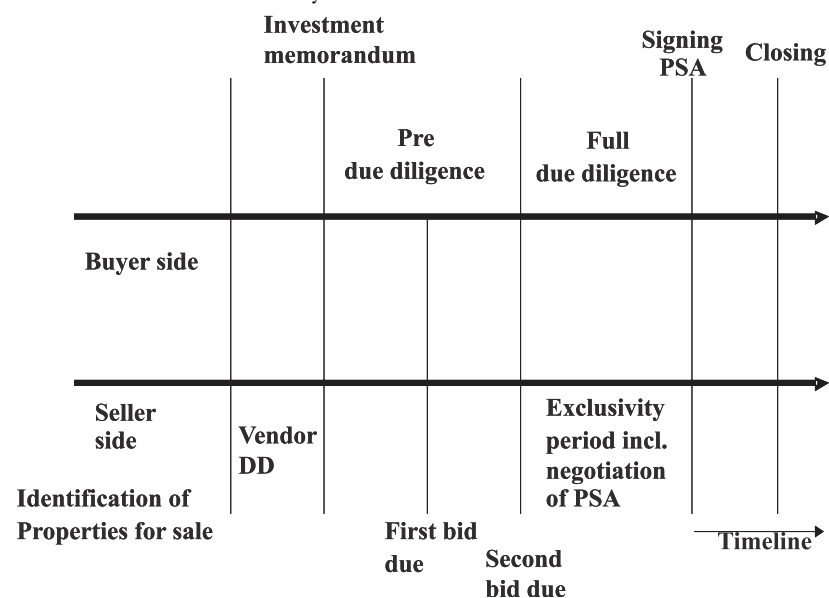 Investment
memorandum
Signing
PSA
Closing
Pre
due diligence
Full
due diligence
Buyer side
Seller
side
Vendor
DD
Exclusivity
period incl.
negotiation
of PSA
Identification of
Properties for sale
First bid
due
Second
bid due
Timeline